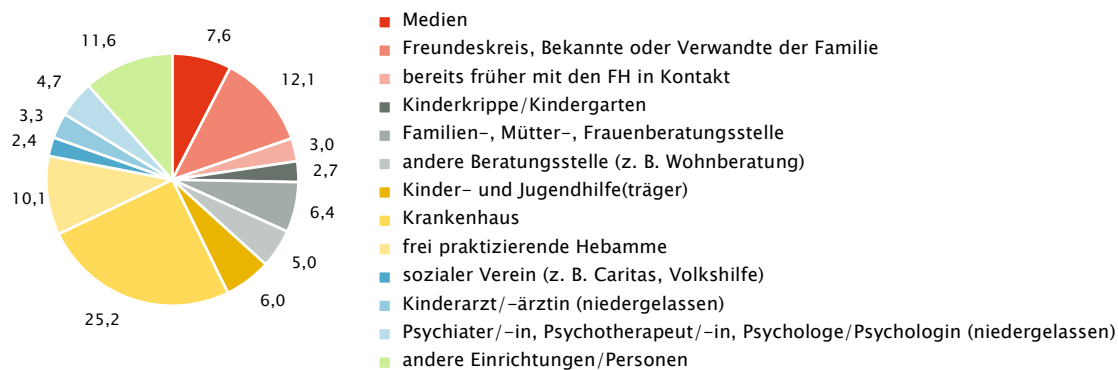 7,6
12,1
3,0
2,7
6,4
5,0
6,0
25,2
10,1
2,4
3,3
4,7
11,6
Medien
Freundeskreis, Bekannte oder Verwandte der Familie
bereits früher mit den FH in Kontakt
Kinderkrippe/Kindergarten
Familien-, Mütter-, Frauenberatungsstelle
andere Beratungsstelle (z. B. Wohnberatung)
Kinder- und Jugendhilfe(träger)
Krankenhaus
frei praktizierende Hebamme
sozialer Verein (z. B. Caritas, Volkshilfe)
Kinderarzt/-ärztin (niedergelassen)
Psychiater/-in, Psychotherapeut/-in, Psychologe/Psychologin (niedergelassen)
andere Einrichtungen/Personen